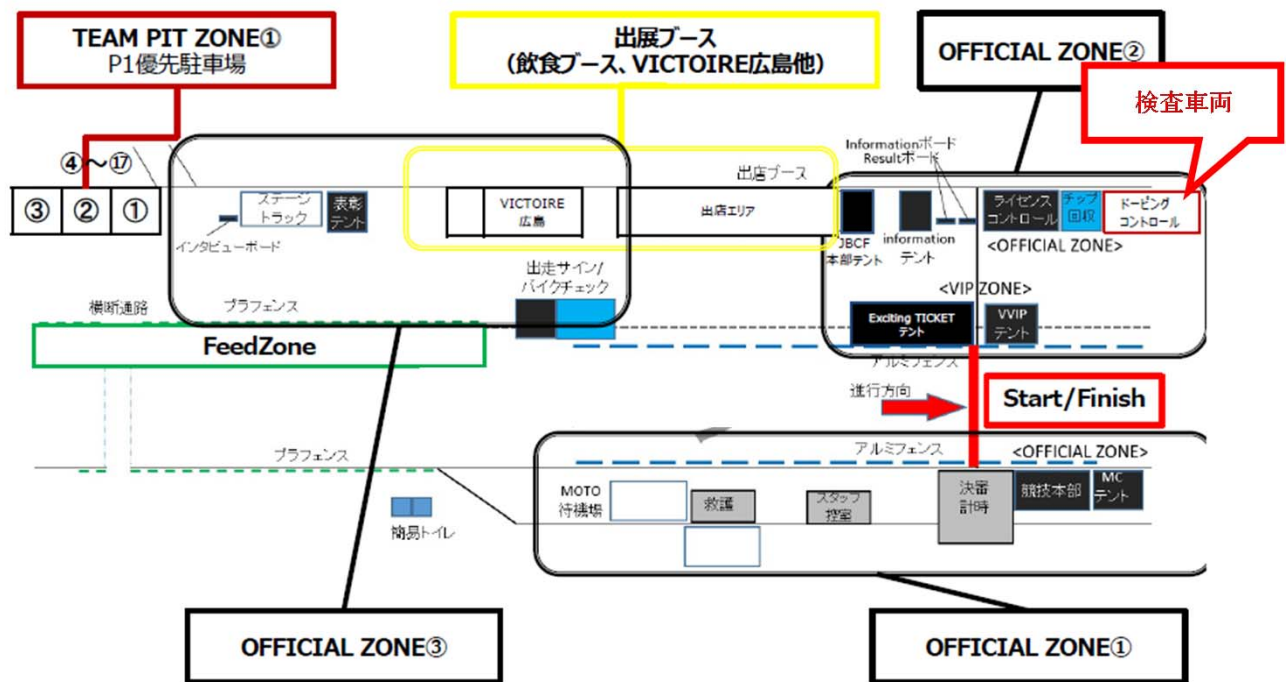 TEAM PIT ZONE①
P1優先駐車場
出展ブース
(飲食ブース、VICTOIRE広島他)
OFFICIAL ZONE②
検査車両
④~⑰
③
②
①
ステージ
トラック
表彰
テント
インタビューボード
VICTOIRE
広島
出店ブース
出店エリア
Informationボード
Resultボード
JBCF
本部テント
information
テント
ライセンス
コントロール
チップ
回収
ドーピング
コントロール
<OFFICIAL ZONE>
出走サイン/
バイクチェック
<VIP ZONE>
Exciting TICKET
テント
VVIP
テント
横断通路
プラフェンス
FeedZone
アルミフェンス
進行方向
Start/Finish
プラフェンス
アルミフェンス
<OFFICIAL ZONE>
MOTO
待機場
救護
スタッフ
控室
決審
計時
競技本部
MC
テント
簡易トイレ
OFFICIAL ZONE③
OFFICIAL ZONE①